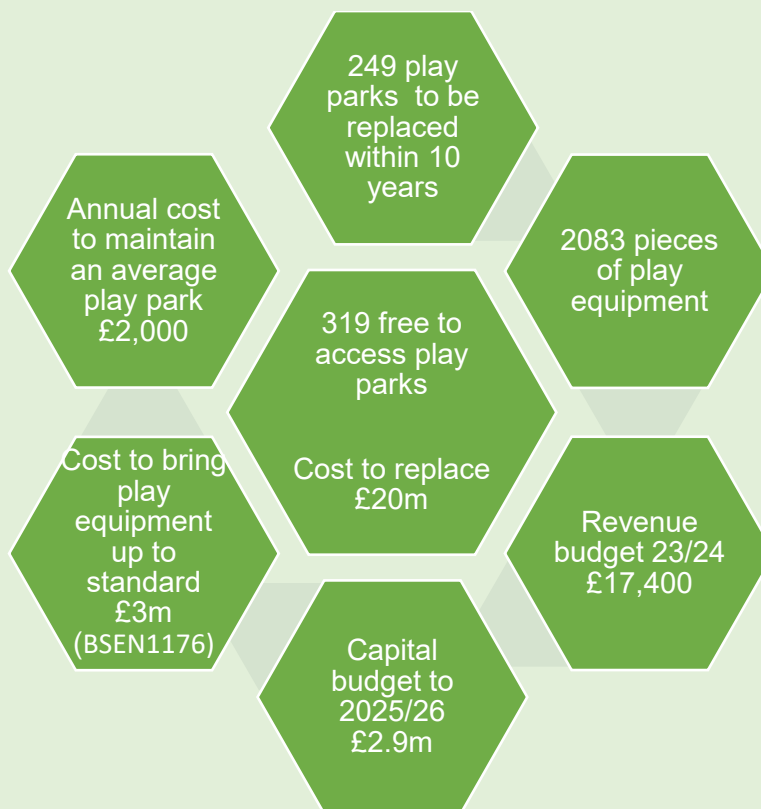 249 play
parks to be
replaced
within 10
years
2083 pieces
of play
equipment
Revenue
budget 23/24
£17,400
Capital
budget to
2025/26
£2.9m
Cost to bring
play
equipment
up to
standard
£3m
(BSEN1176)
Annual cost
to maintain
an average
play park
£2,000
319 free to
access play
parks
Cost to replace
£20m